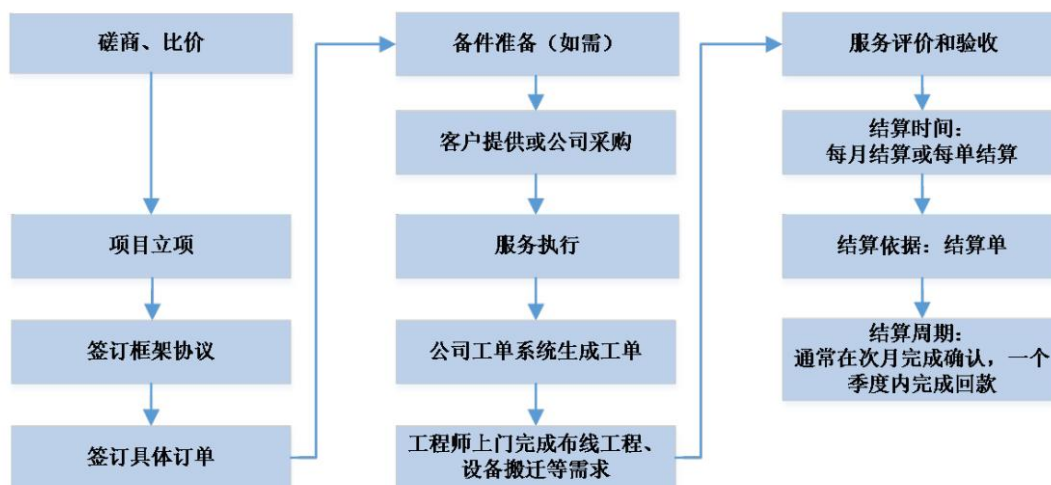 磋商、比价
项目立项
签订框架协议
签订具体订单
备件准备（如需）
客户提供或公司采购
服务执行
公司工单系统生成工单
工程师上门完成布线工程、
设备搬迁等需求
服务评价和验收
结算时间：
每月结算或每单结算
结算依据：结算单
结算周期：
通常在次月完成确认，一个
季度内完成回款